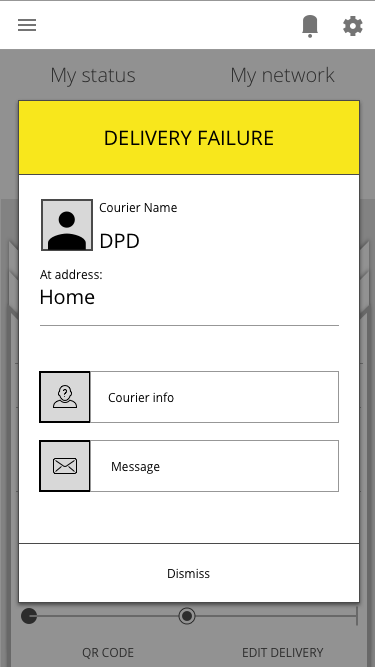 My status
My network
DELIVERY FAILURE
Courier Name
DPD
At address:
Home
?
Courier info
Message
Dismiss
QR CODE
EDIT DELIVERY